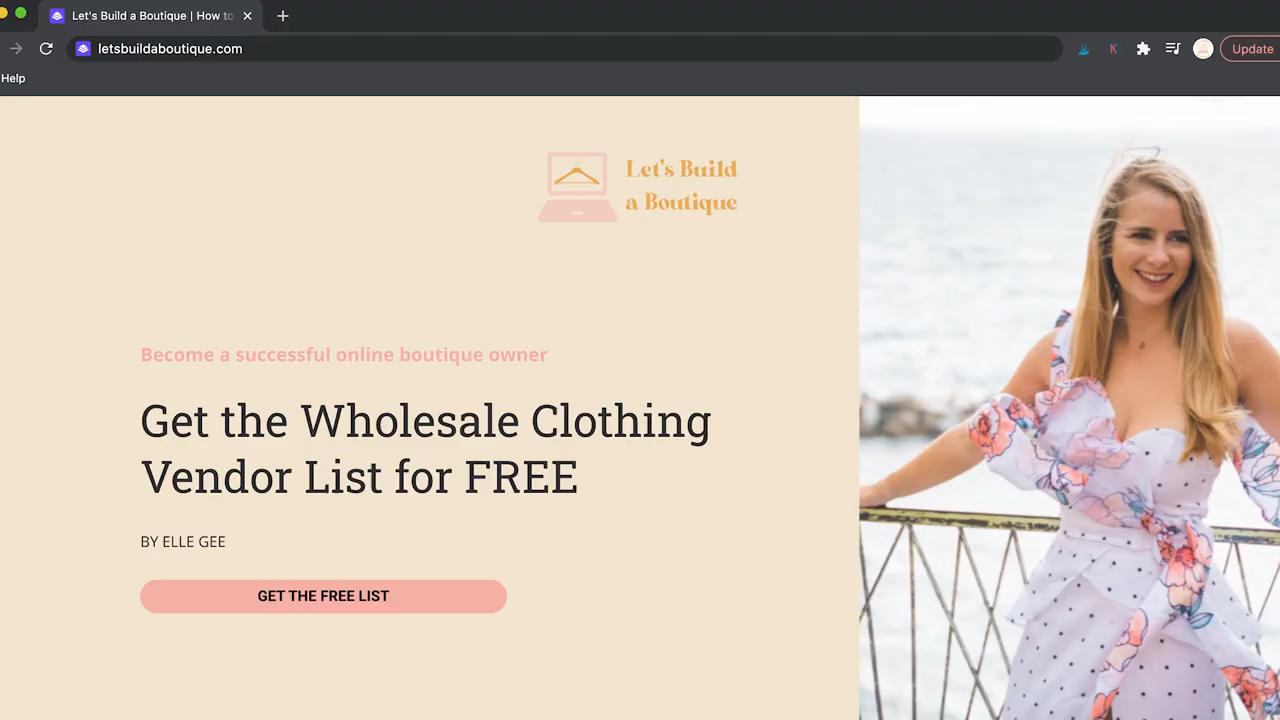 Let's Build a Boutique | How to
letsbuildaboutique.com
K
Update
Help
Let's Build
a Boutique
Become a successful online boutique owner
Get the Wholesale Clothing
Vendor List for FREE
BY ELLE GEE
GET THE FREE LIST